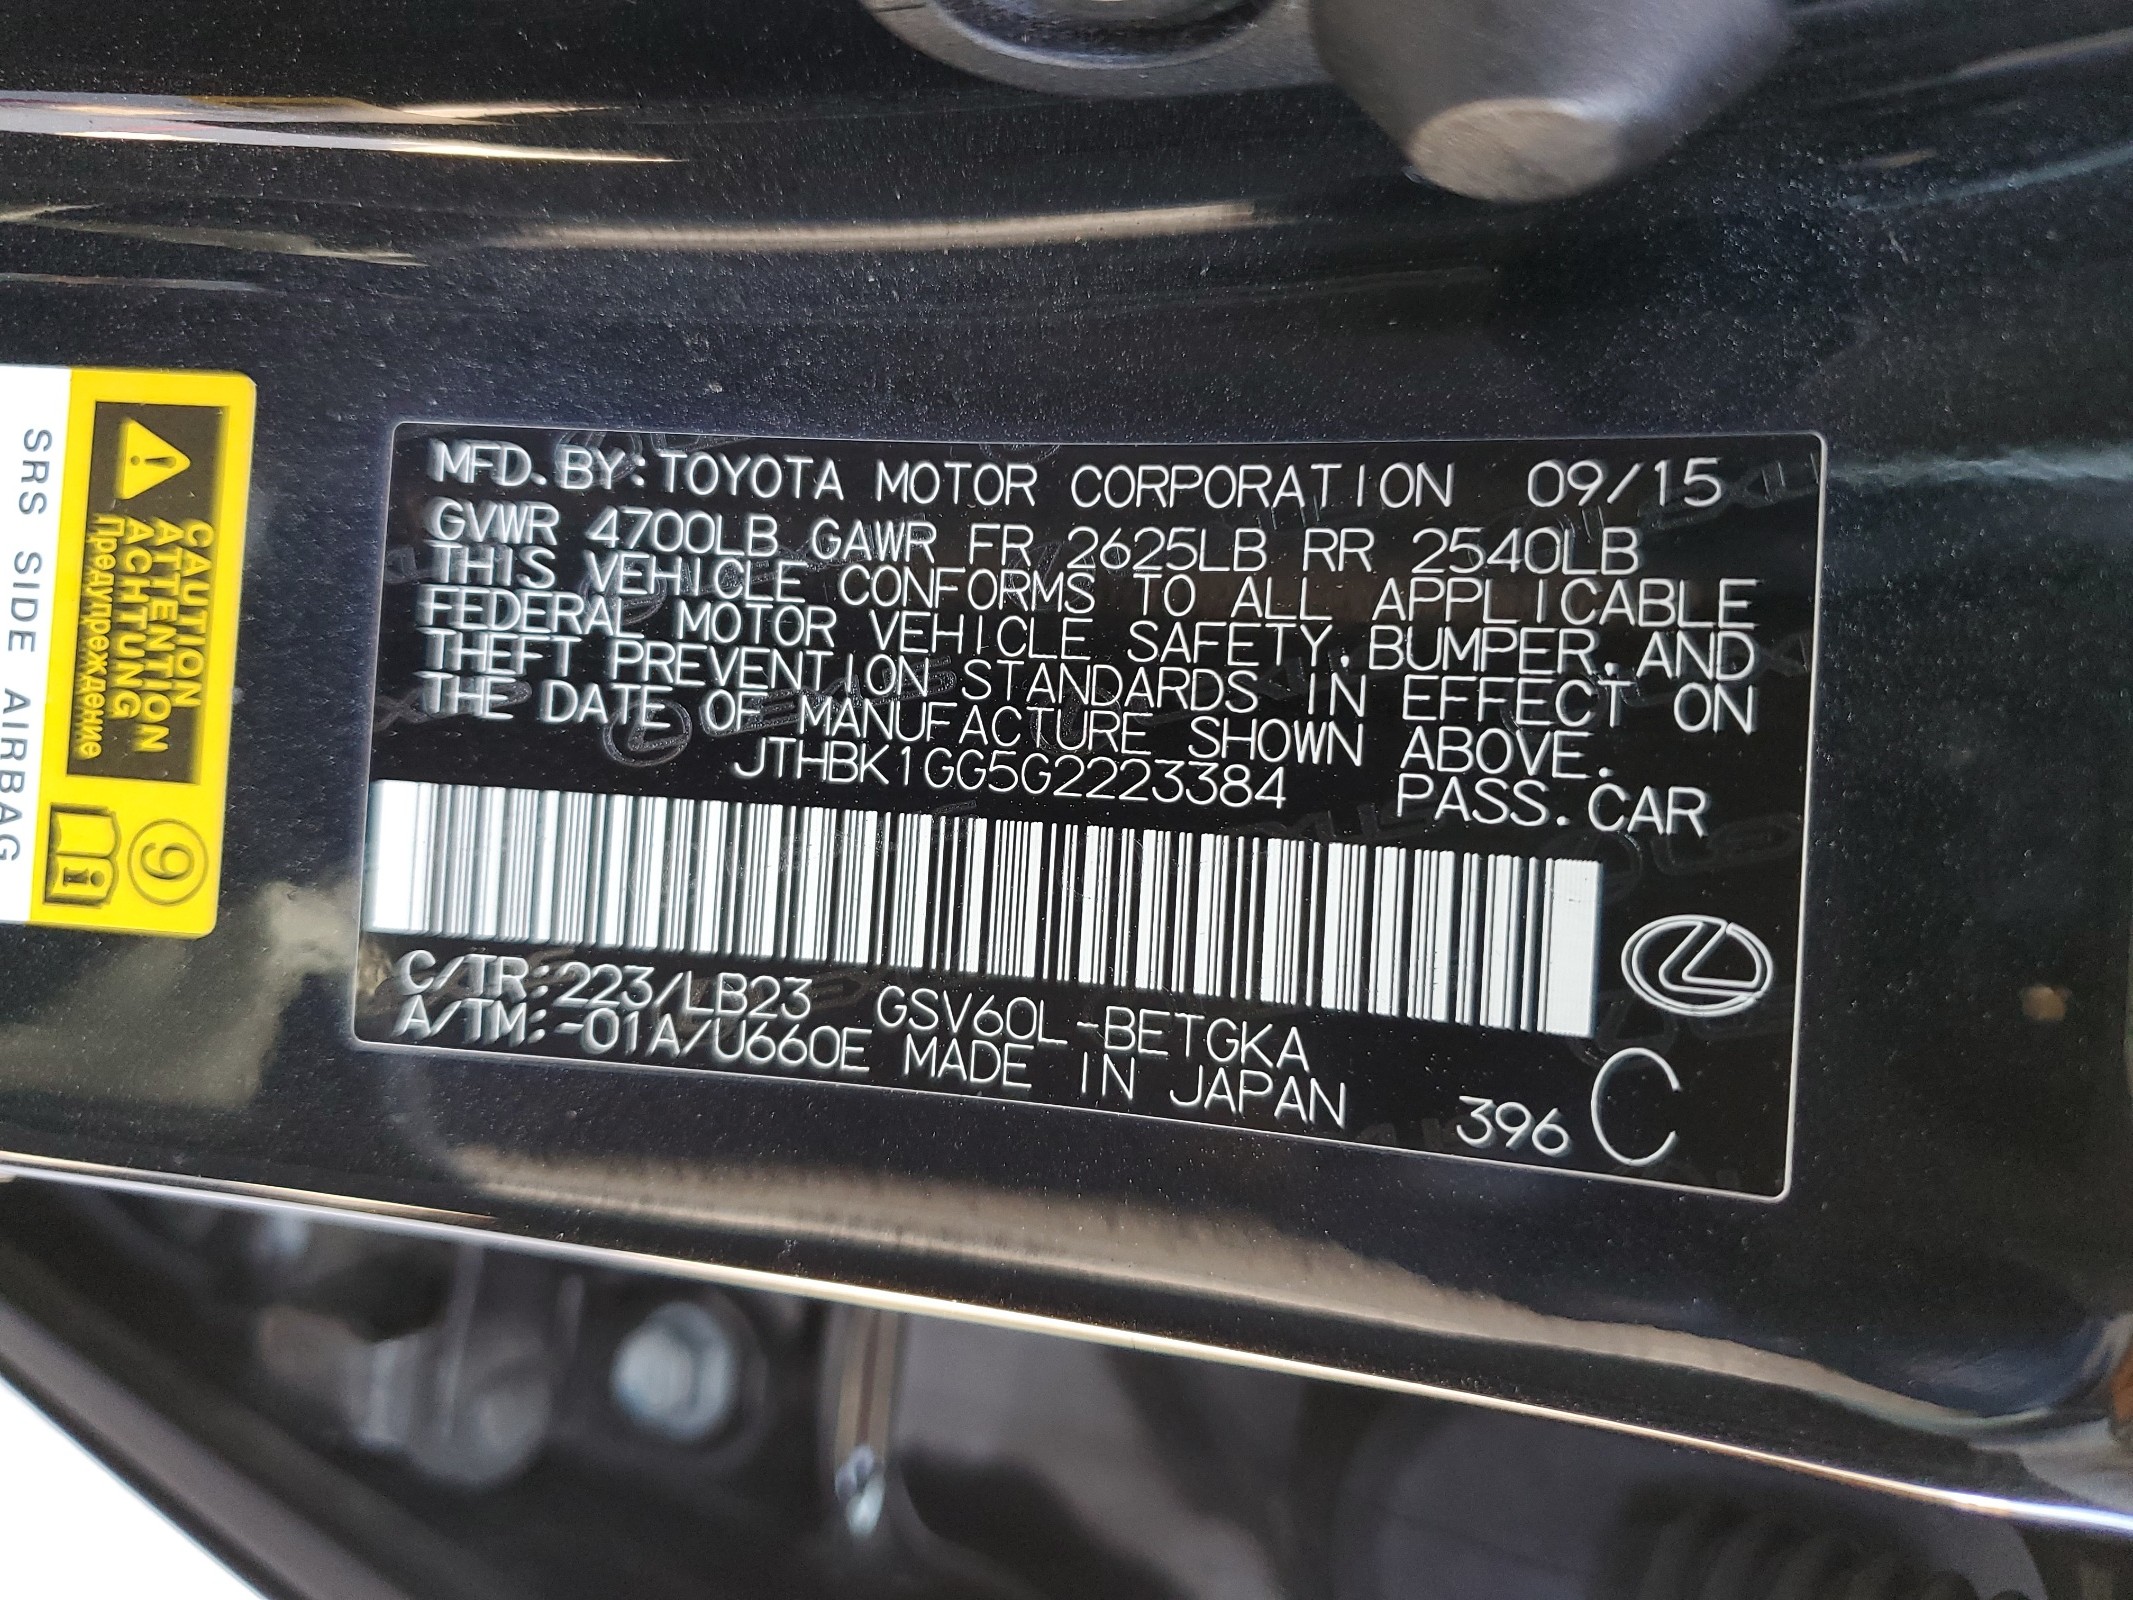 MFD. BY: TOYOTA MOTOR CORPORATION 09/15
GVWR 4700LB GAWR FR 2625LB RR 2540LB
THIS VEHICLE CONFORMS TO ALL APPLICABLE
FEDERAL MOTOR VEHICLE SAFETY, BUMPER, AND
THEFT PREVENTION STANDARDS IN EFFECT ON
THE DATE OF MANUFACTURE SHOWN ABOVE.
JTHBK1GG5G2223384 PASS. CAR
C/TR: 223/LB23 GSV60L-BETGKA
A/TM: -01A/U660E MADE IN JAPAN 396 C
CAUTION
ATTENTION
ACHTUNG
Предупреждение
9
SRS SIDE AIRBAG